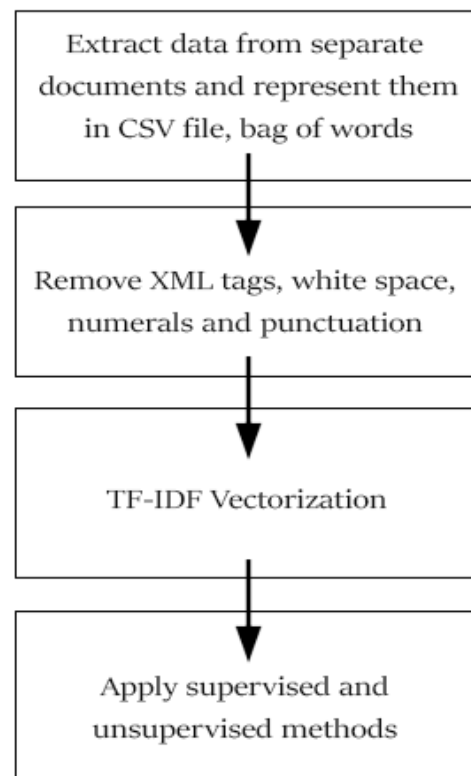 Extract data from separate
documents and represent them
in CSV file, bag of words
Remove XML tags, white space,
numerals and punctuation
TF-IDF Vectorization
Apply supervised and
unsupervised methods